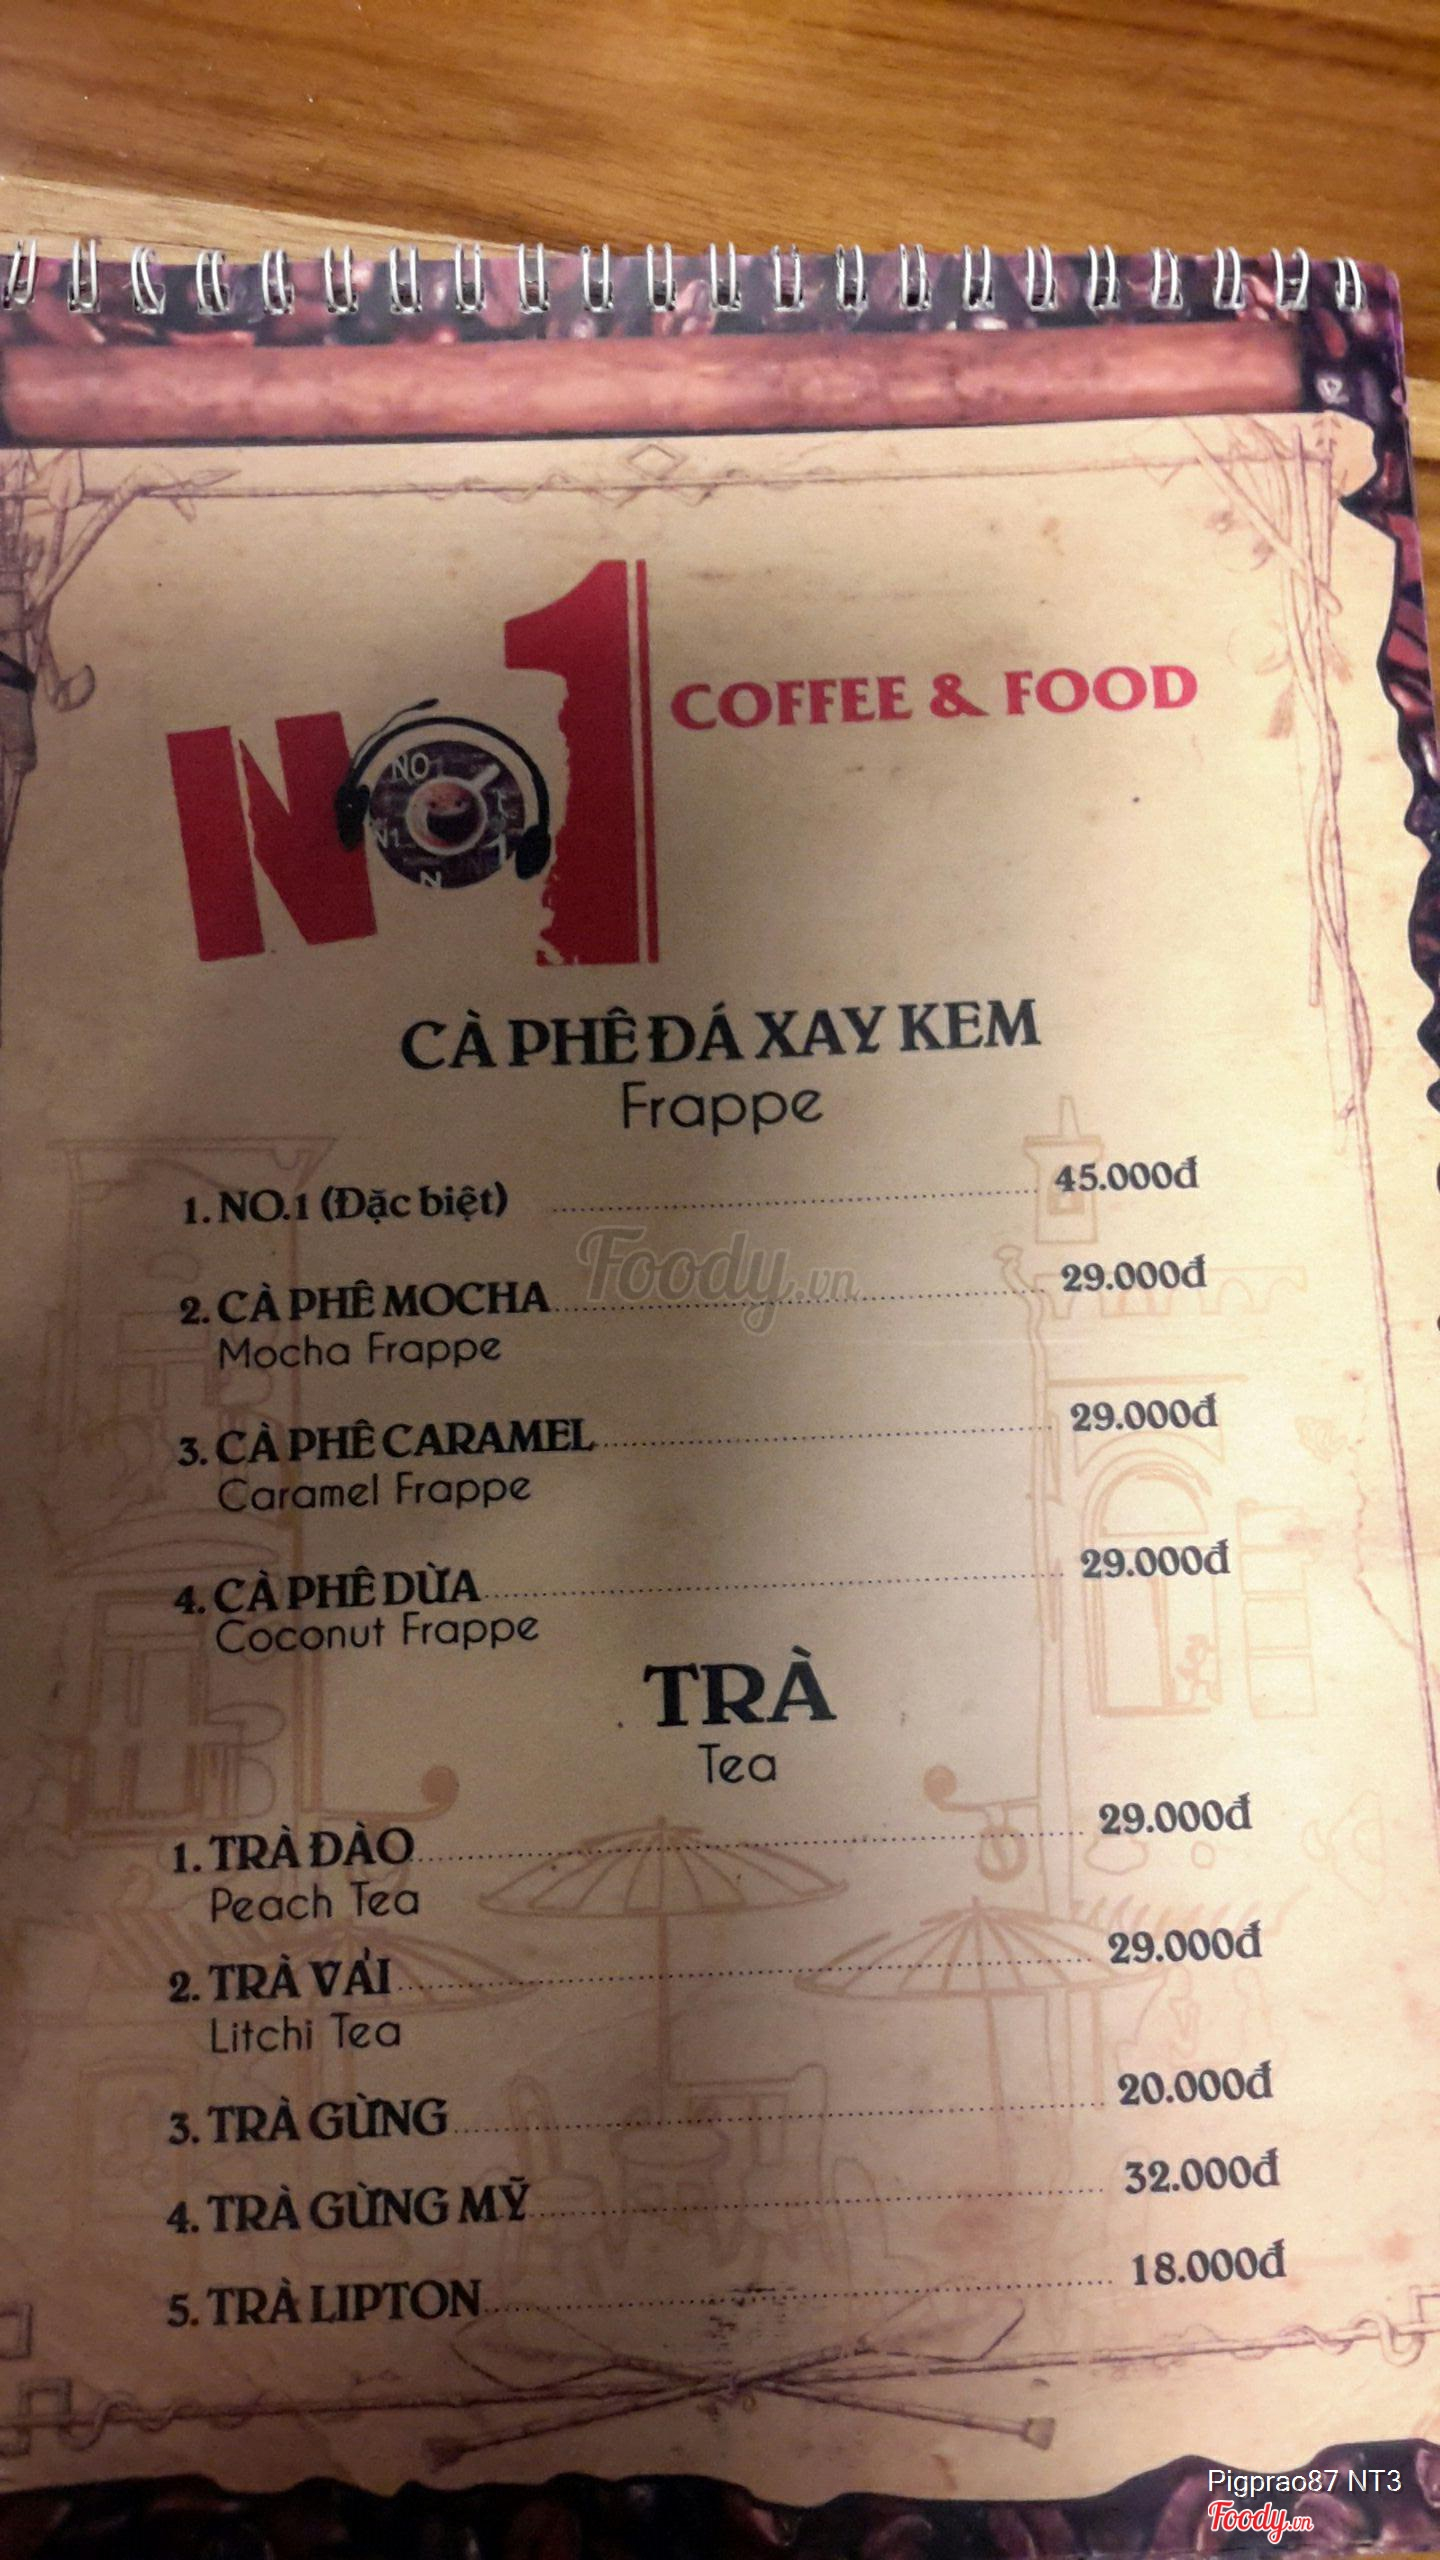 No1 COFFEE & FOOD
NO
N1
N
CÀ PHÊ ĐÁ XAY KEM
Frappe
1. NO.1 (Đặc biệt) 45.000đ
Foody.vn
2. CÀ PHÊ MOCHA 29.000đ
Mocha Frappe
3. CÀ PHÊ CARAMEL 29.000đ
Caramel Frappe
4. CÀ PHÊ DỪA 29.000đ
Coconut Frappe
TRÀ
Tea
1. TRÀ ĐÀO 29.000đ
Peach Tea
2. TRÀ VẢI 29.000đ
Litchi Tea
3. TRÀ GỪNG 20.000đ
4. TRÀ GỪNG MỸ 32.000đ
5. TRÀ LIPTON 18.000đ
Pigprao87 NT3
Foody.vn